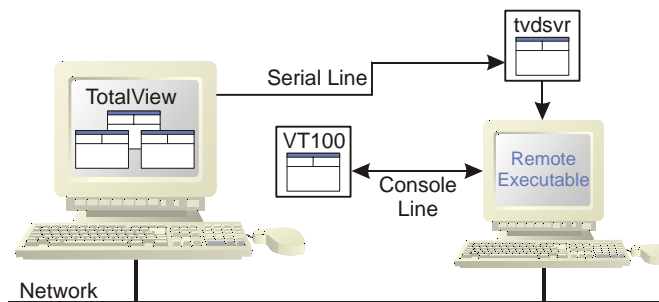 tvdsvr
Serial Line
TotalView
VT100
Remote
Executable
Console
Line
Network